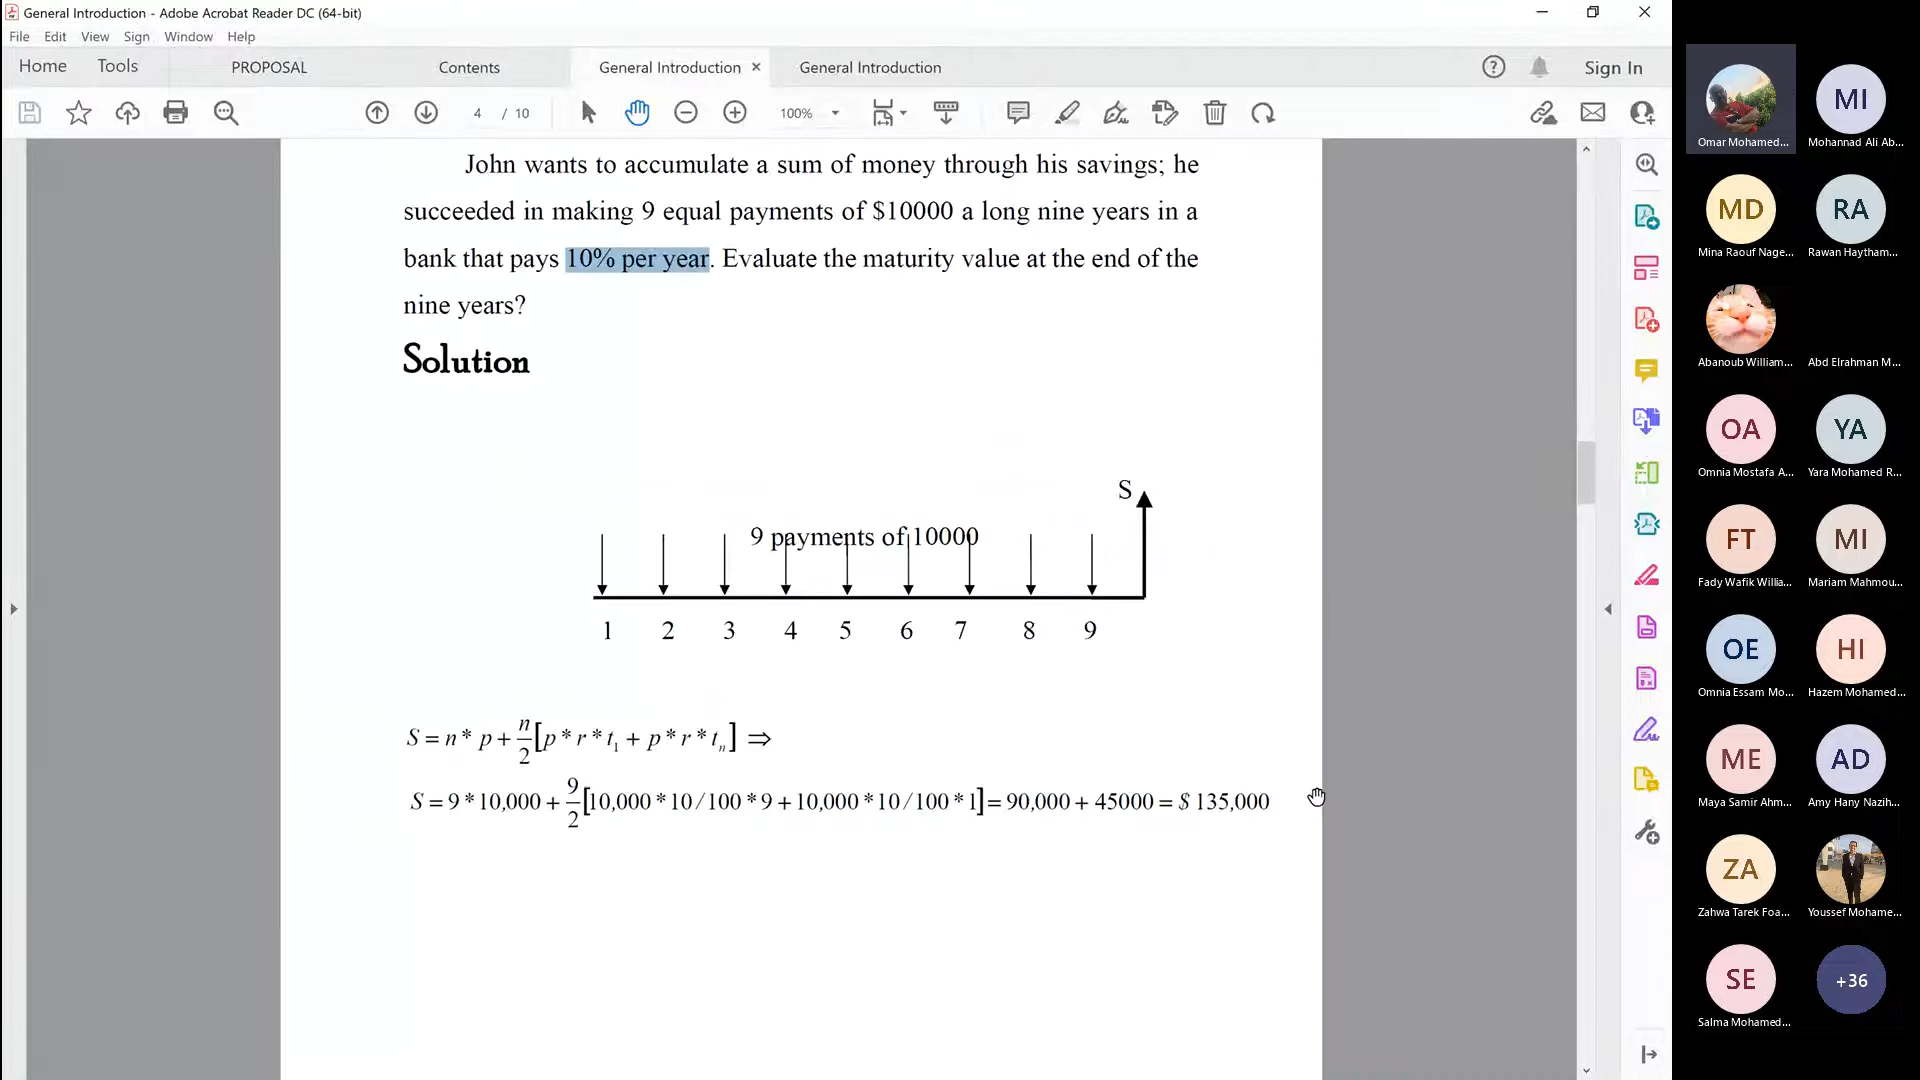 General Introduction - Adobe Acrobat Reader DC (64-bit)
File Edit View Sign Window Help
Home Tools PROPOSAL Contents General Introduction × General Introduction Sign In
4 / 10 100%
John wants to accumulate a sum of money through his savings; he
succeeded in making 9 equal payments of $10000 a long nine years in a
bank that pays 10% per year. Evaluate the maturity value at the end of the
nine years?
Solution
S
9 payments of 10000
1 2 3 4 5 6 7 8 9
S = n * p + n/2 [p * r * t₁ + p * r * tₙ] ⇒
S = 9 * 10,000 + 9/2 [10,000 * 10 / 100 * 9 + 10,000 * 10 / 100 * 1] = 90,000 + 45000 = $ 135,000
MI
Omar Mohamed... Mohannad Ali Ab...
MD RA
Mina Raouf Nage... Rawan Haytham...
Abanoub William... Abd Elrahman M...
OA YA
Omnia Mostafa A... Yara Mohamed R...
FT MI
Fady Wafik Willia... Mariam Mahmou...
OE HI
Omnia Essam Mo... Hazem Mohamed...
ME AD
Maya Samir Ahm... Amy Hany Nazih...
ZA
Zahwa Tarek Foa... Youssef Mohame...
SE +36
Salma Mohamed...